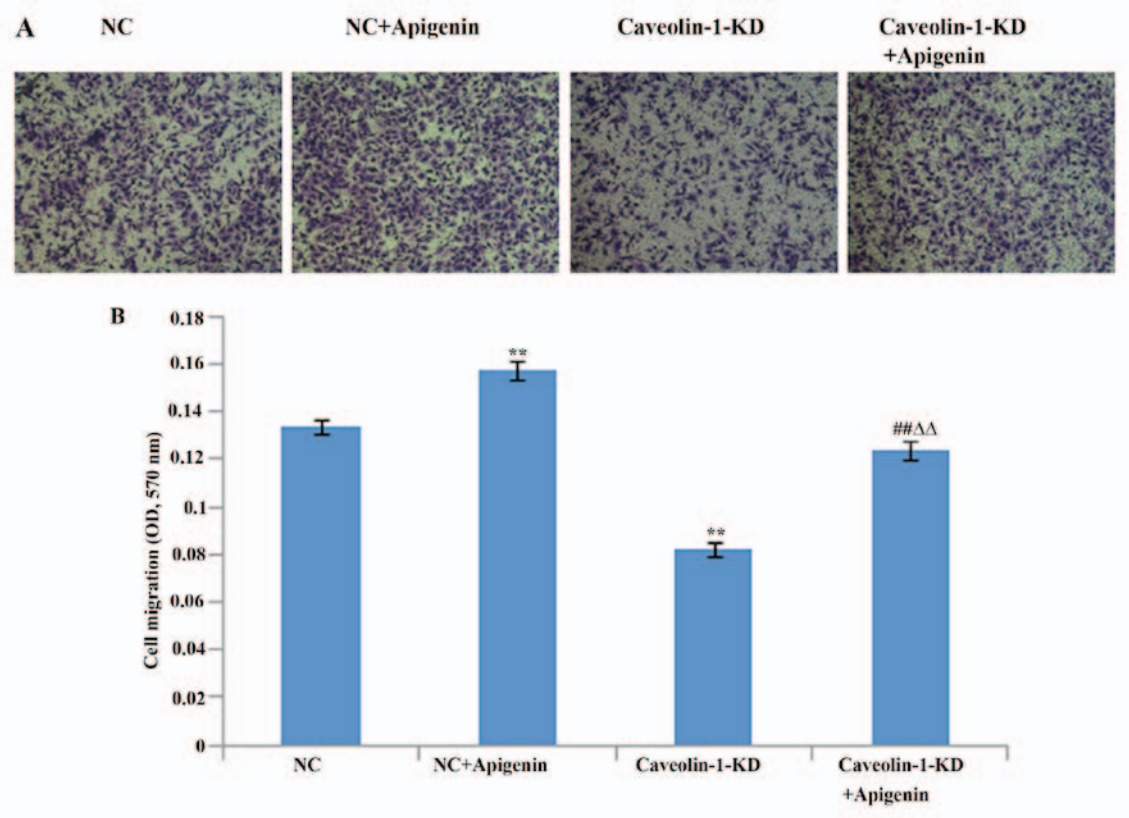 A
NC
NC+Apigenin
Caveolin-1-KD
Caveolin-1-KD
+Apigenin
B
Cell migration (OD, 570 nm)
0.18
0.16
0.14
0.12
0.1
0.08
0.06
0.04
0.02
0
**
**
##ΔΔ
NC
NC+Apigenin
Caveolin-1-KD
Caveolin-1-KD
+Apigenin